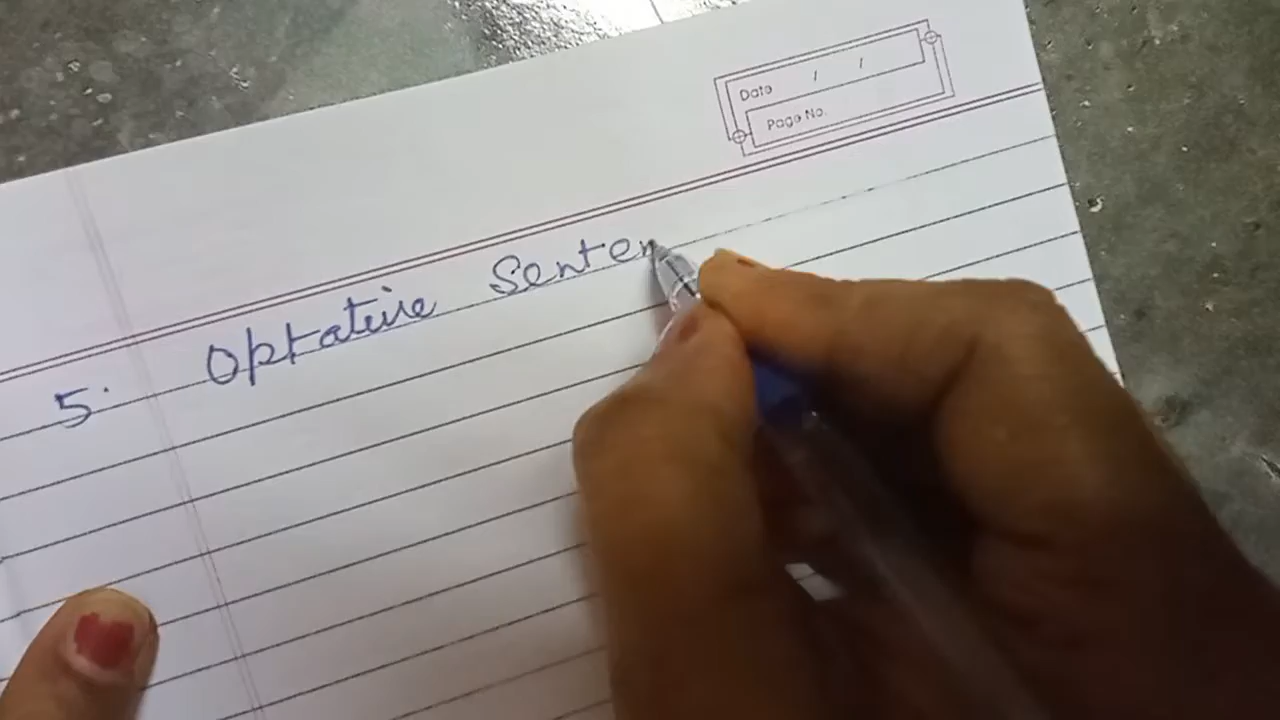 Date / /
Page No.
5. Optative Senten